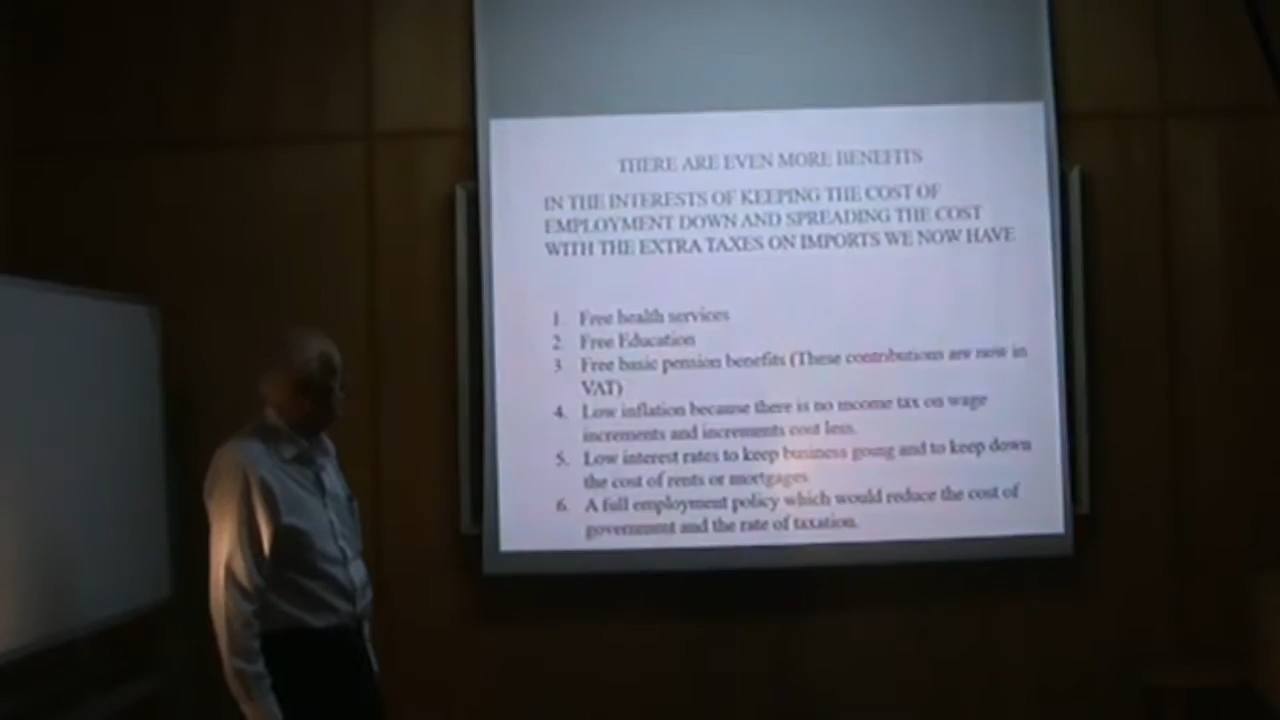 THERE ARE EVEN MORE BENEFITS
IN THE INTERESTS OF KEEPING THE COST OF
EMPLOYMENT DOWN AND SPREADING THE COST
WITH THE EXTRA TAXES ON IMPORTS WE NOW HAVE
1. Free health services
2. Free Education
3. Free basic pension benefits (These contributions are now in
VAT)
4. Low inflation because there is no income tax on wage
increments and increments cost less.
5. Low interest rates to keep business going and to keep down
the cost of rents or mortgages
6. A full employment policy which would reduce the cost of
government and the rate of taxation.